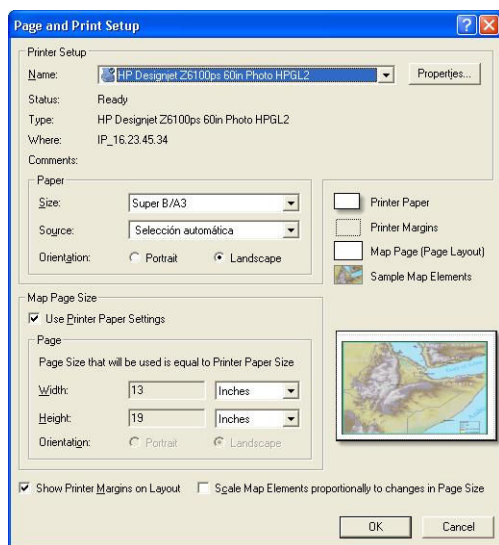 Page and Print Setup
Printer Setup
Name: HP Designjet Z6100ps 60in Photo HPGL2 Properties...
Status: Ready
Type: HP Designjet Z6100ps 60in Photo HPGL2
Where: IP_16.23.45.34
Comments:
Paper
Size: Super B/A3
Source: Selección automática
Orientation: Portrait Landscape
Printer Paper
Printer Margins
Map Page (Page Layout)
Sample Map Elements
Map Page Size
Use Printer Paper Settings
Page
Page Size that will be used is equal to Printer Paper Size
Width: 13 Inches
Height: 19 Inches
Orientation: Portrait Landscape
Show Printer Margins on Layout Scale Map Elements proportionally to changes in Page Size
OK Cancel